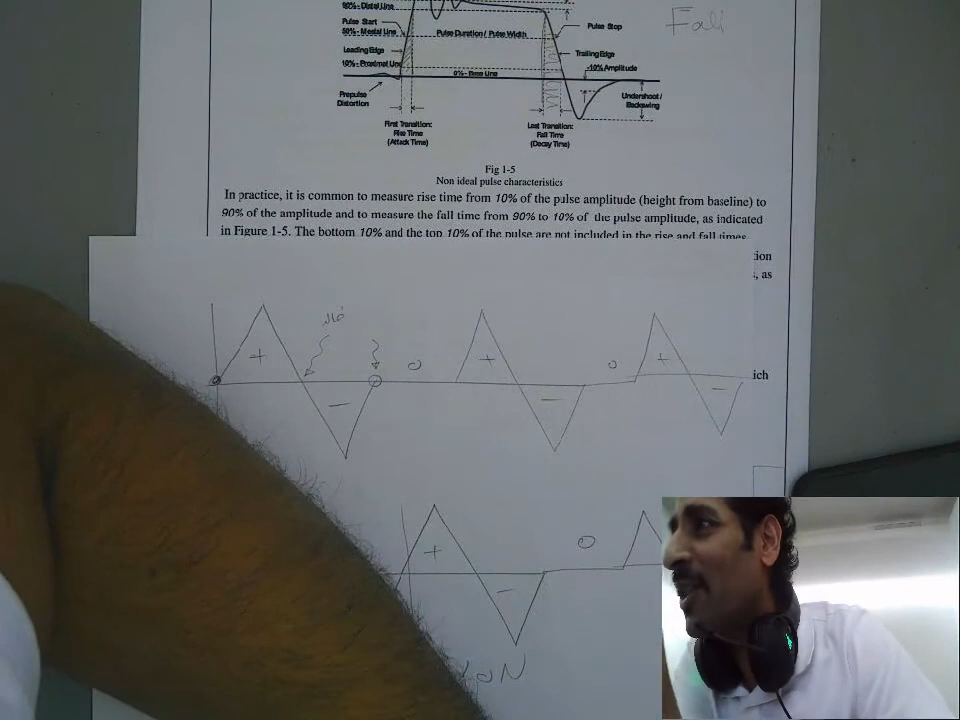 90% - Distal Line
Fall
Pulse Start
Pulse Stop
50% - Mesial Line
Pulse Duration / Pulse Width
Leading Edge
Trailing Edge
10% - Proximal Line
-10% Amplitude
0% - Base Line
Prepulse
Distortion
Undershoot /
Backswing
First Transition:
Rise Time
(Attack Time)
Last Transition:
Fall Time
(Decay Time)
Fig 1-5
Non ideal pulse characteristics
In practice, it is common to measure rise time from 10% of the pulse amplitude (height from baseline) to
90% of the amplitude and to measure the fall time from 90% to 10% of the pulse amplitude, as indicated
in Figure 1-5. The bottom 10% and the top 10% of the pulse are not included in the rise and fall times
tion
, as
ich
+ - o + - o + -
+ - o